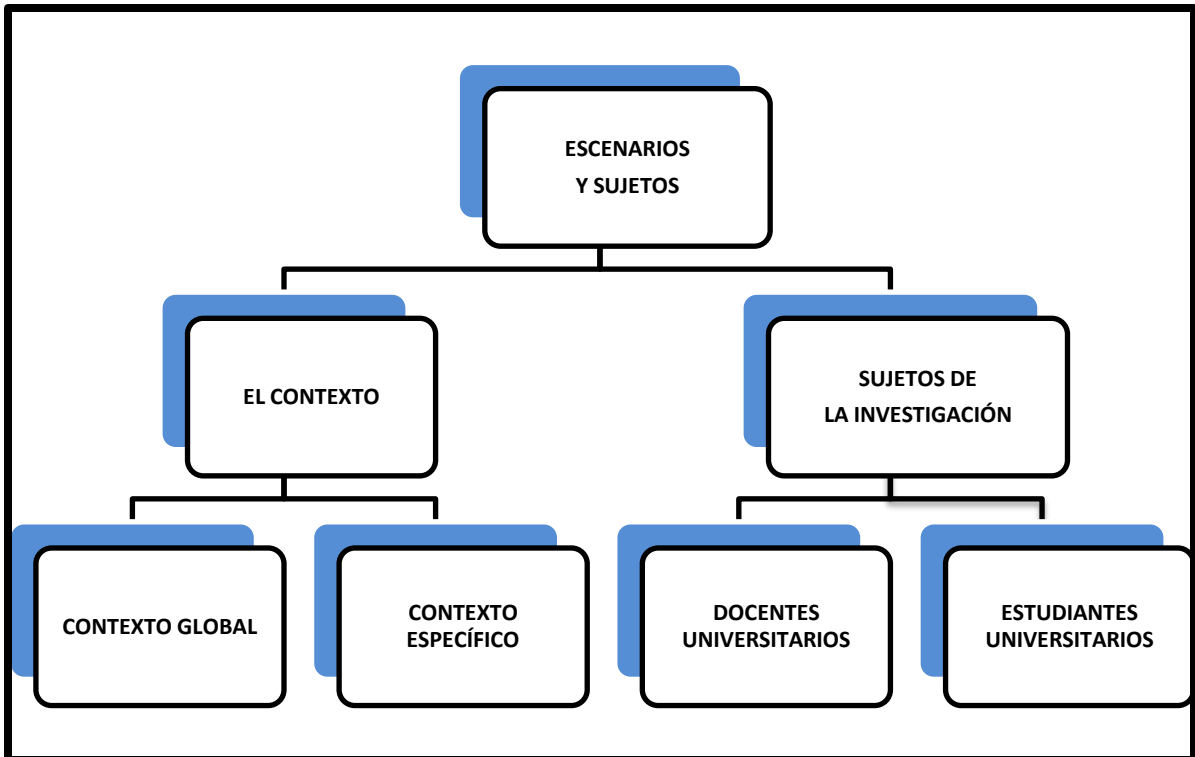 ESCENARIOS
Y SUJETOS
EL CONTEXTO
SUJETOS DE
LA INVESTIGACIÓN
CONTEXTO GLOBAL
CONTEXTO
ESPECÍFICO
DOCENTES
UNIVERSITARIOS
ESTUDIANTES
UNIVERSITARIOS